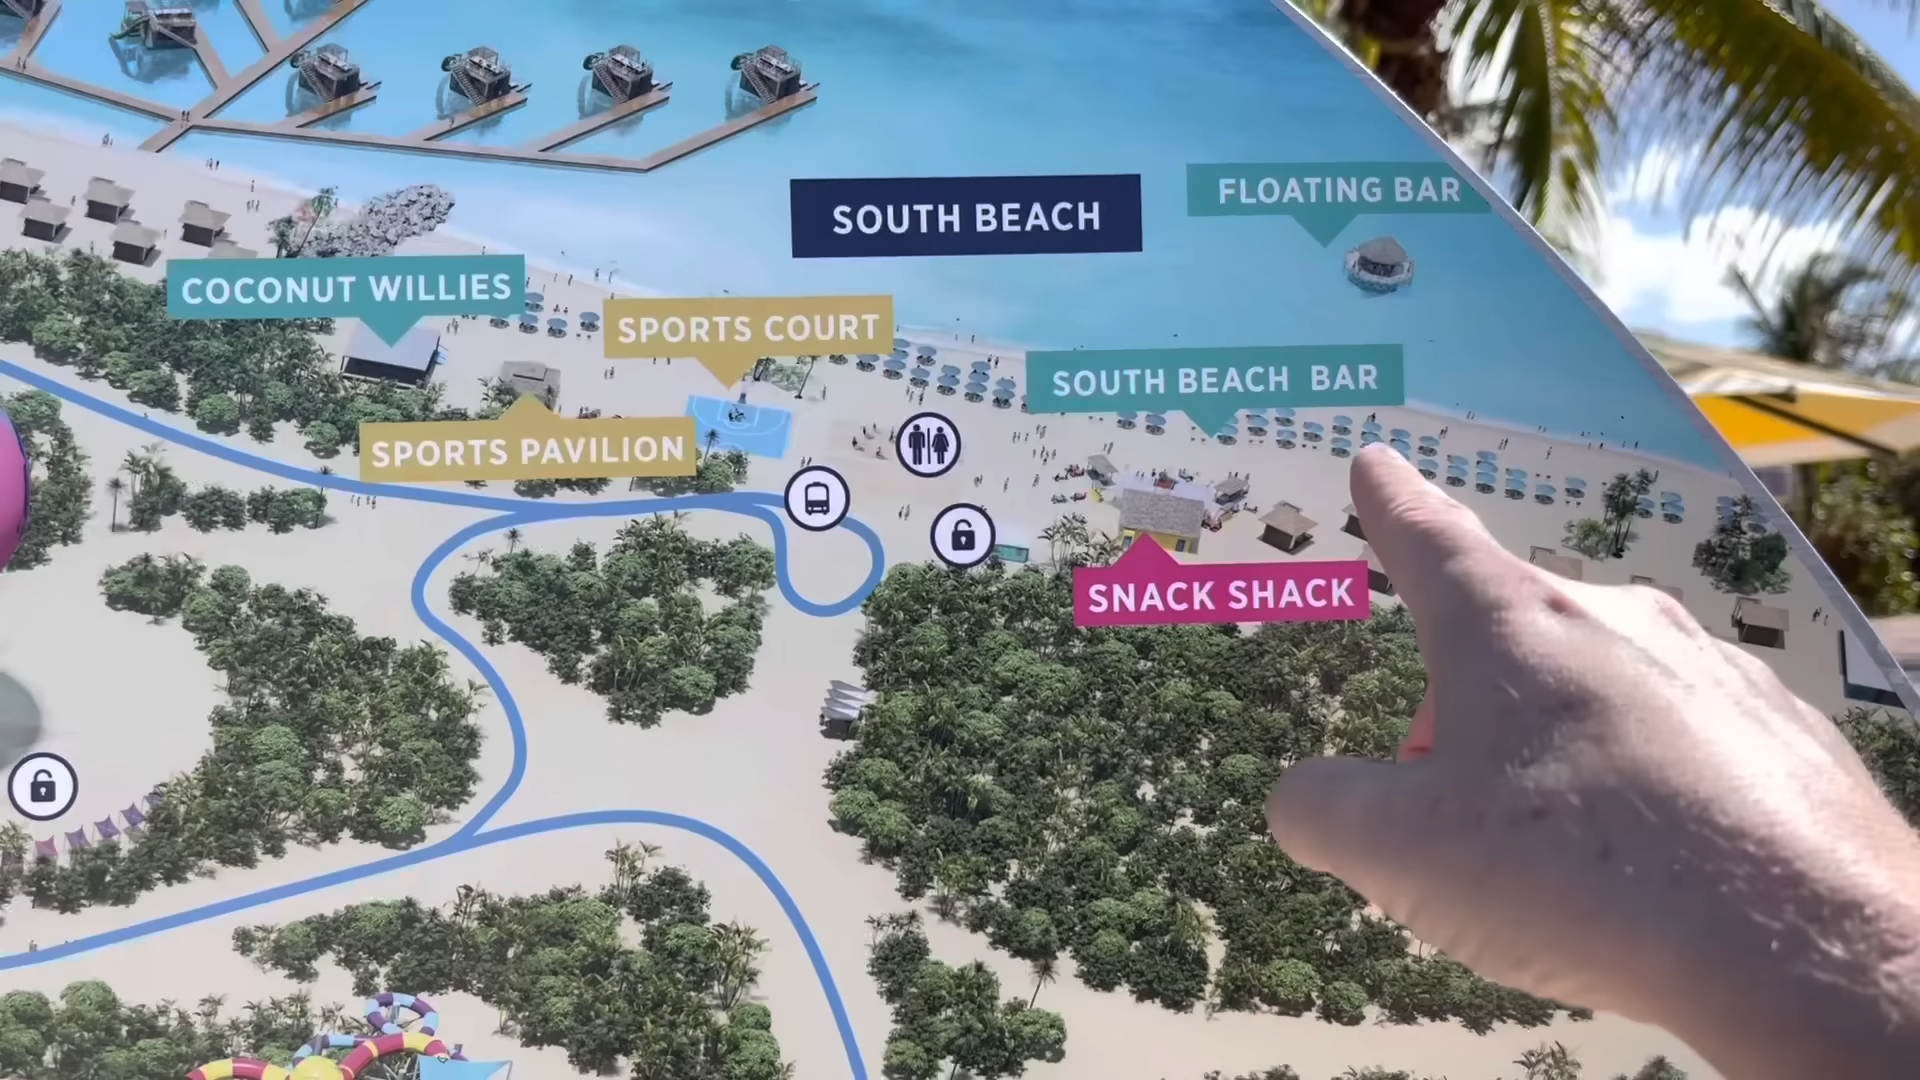 SOUTH BEACH
FLOATING BAR
COCONUT WILLIES
SPORTS COURT
SOUTH BEACH BAR
SPORTS PAVILION
SNACK SHACK